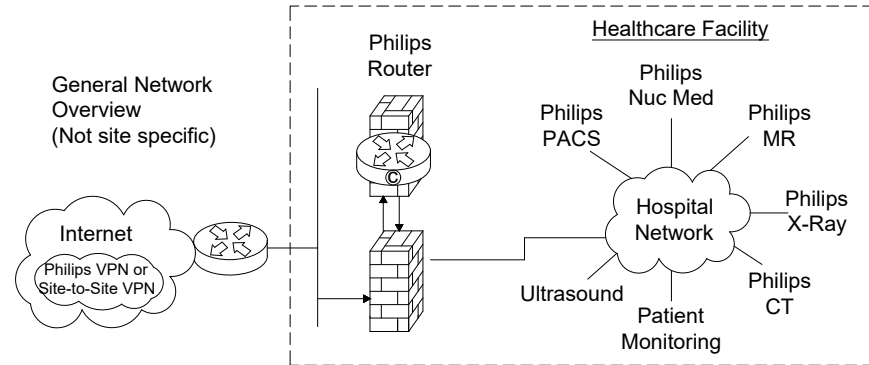 Healthcare Facility
General Network
Overview
(Not site specific)
Philips
Router
C
Internet
Philips VPN or
Site-to-Site VPN
Hospital
Network
Philips
Nuc Med
Philips
PACS
Philips
MR
Philips
X-Ray
Philips
CT
Patient
Monitoring
Ultrasound